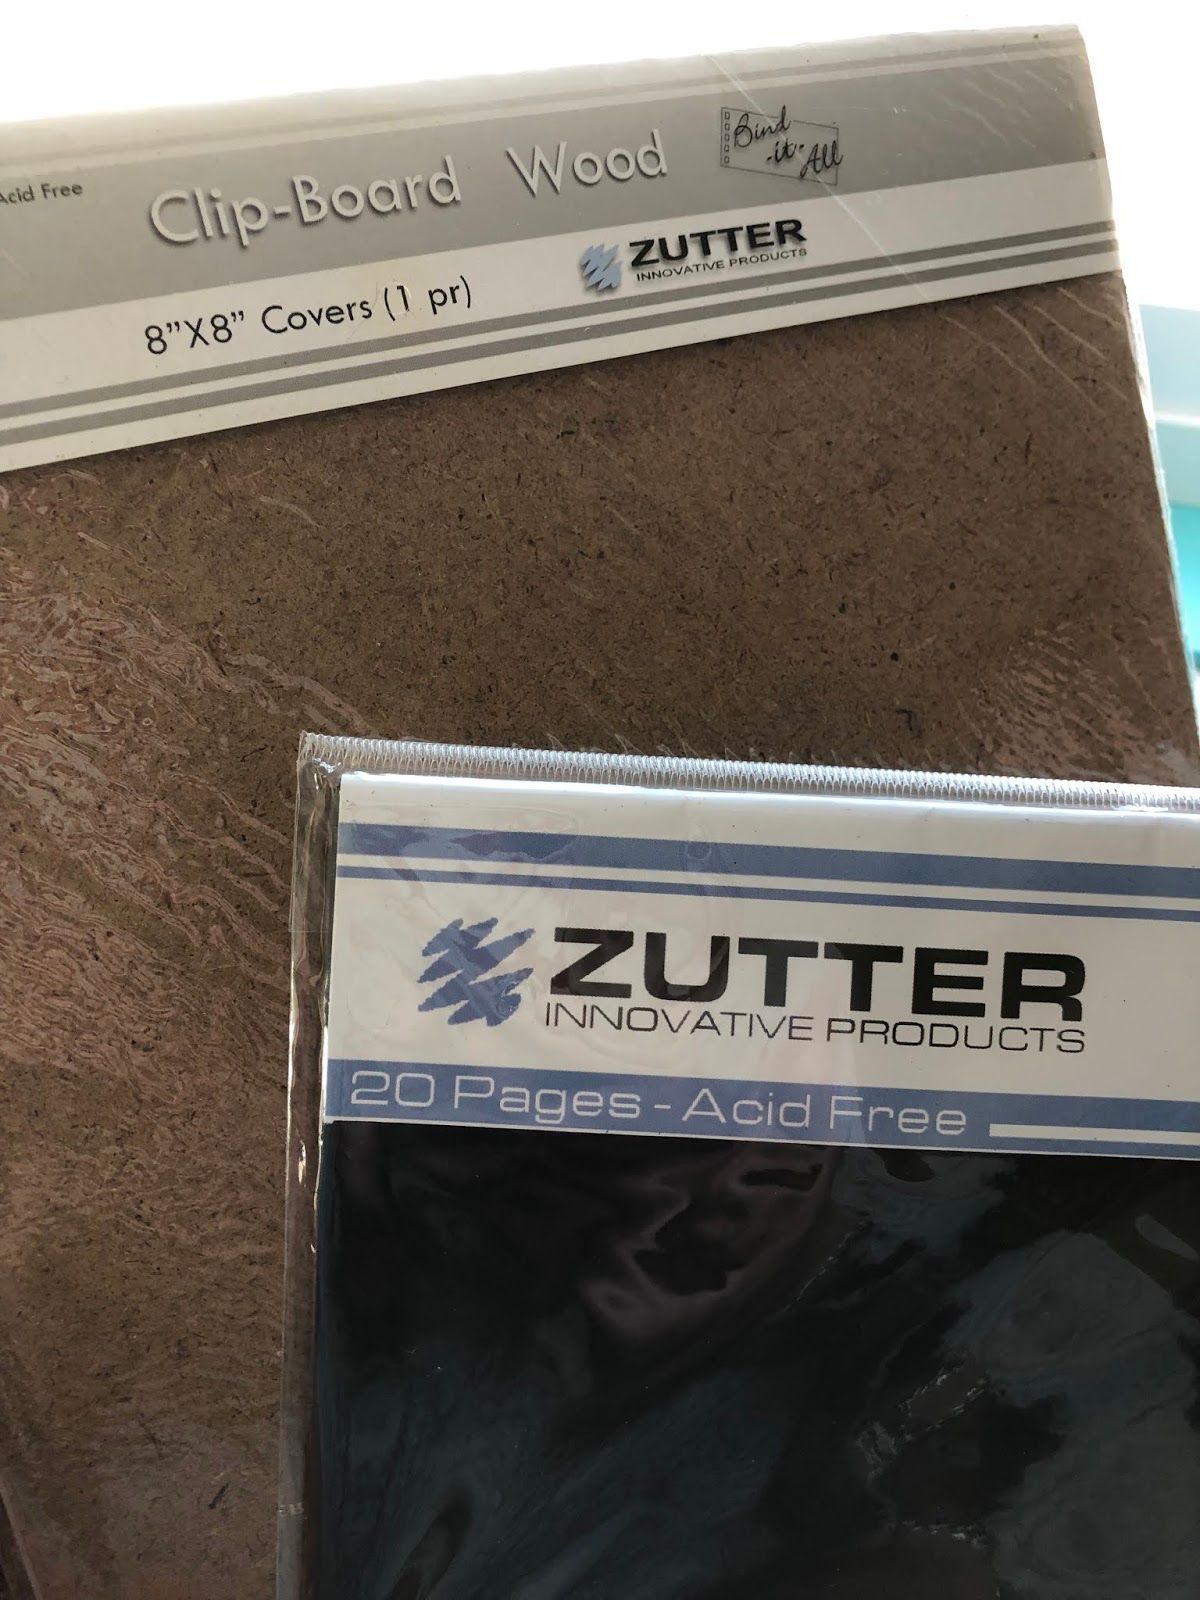 Acid Free
Clip-Board Wood
Bind
-it-
All
ZUTTER
INNOVATIVE PRODUCTS
8"X8" Covers (1 pr)
ZUTTER
INNOVATIVE PRODUCTS
20 Pages - Acid Free